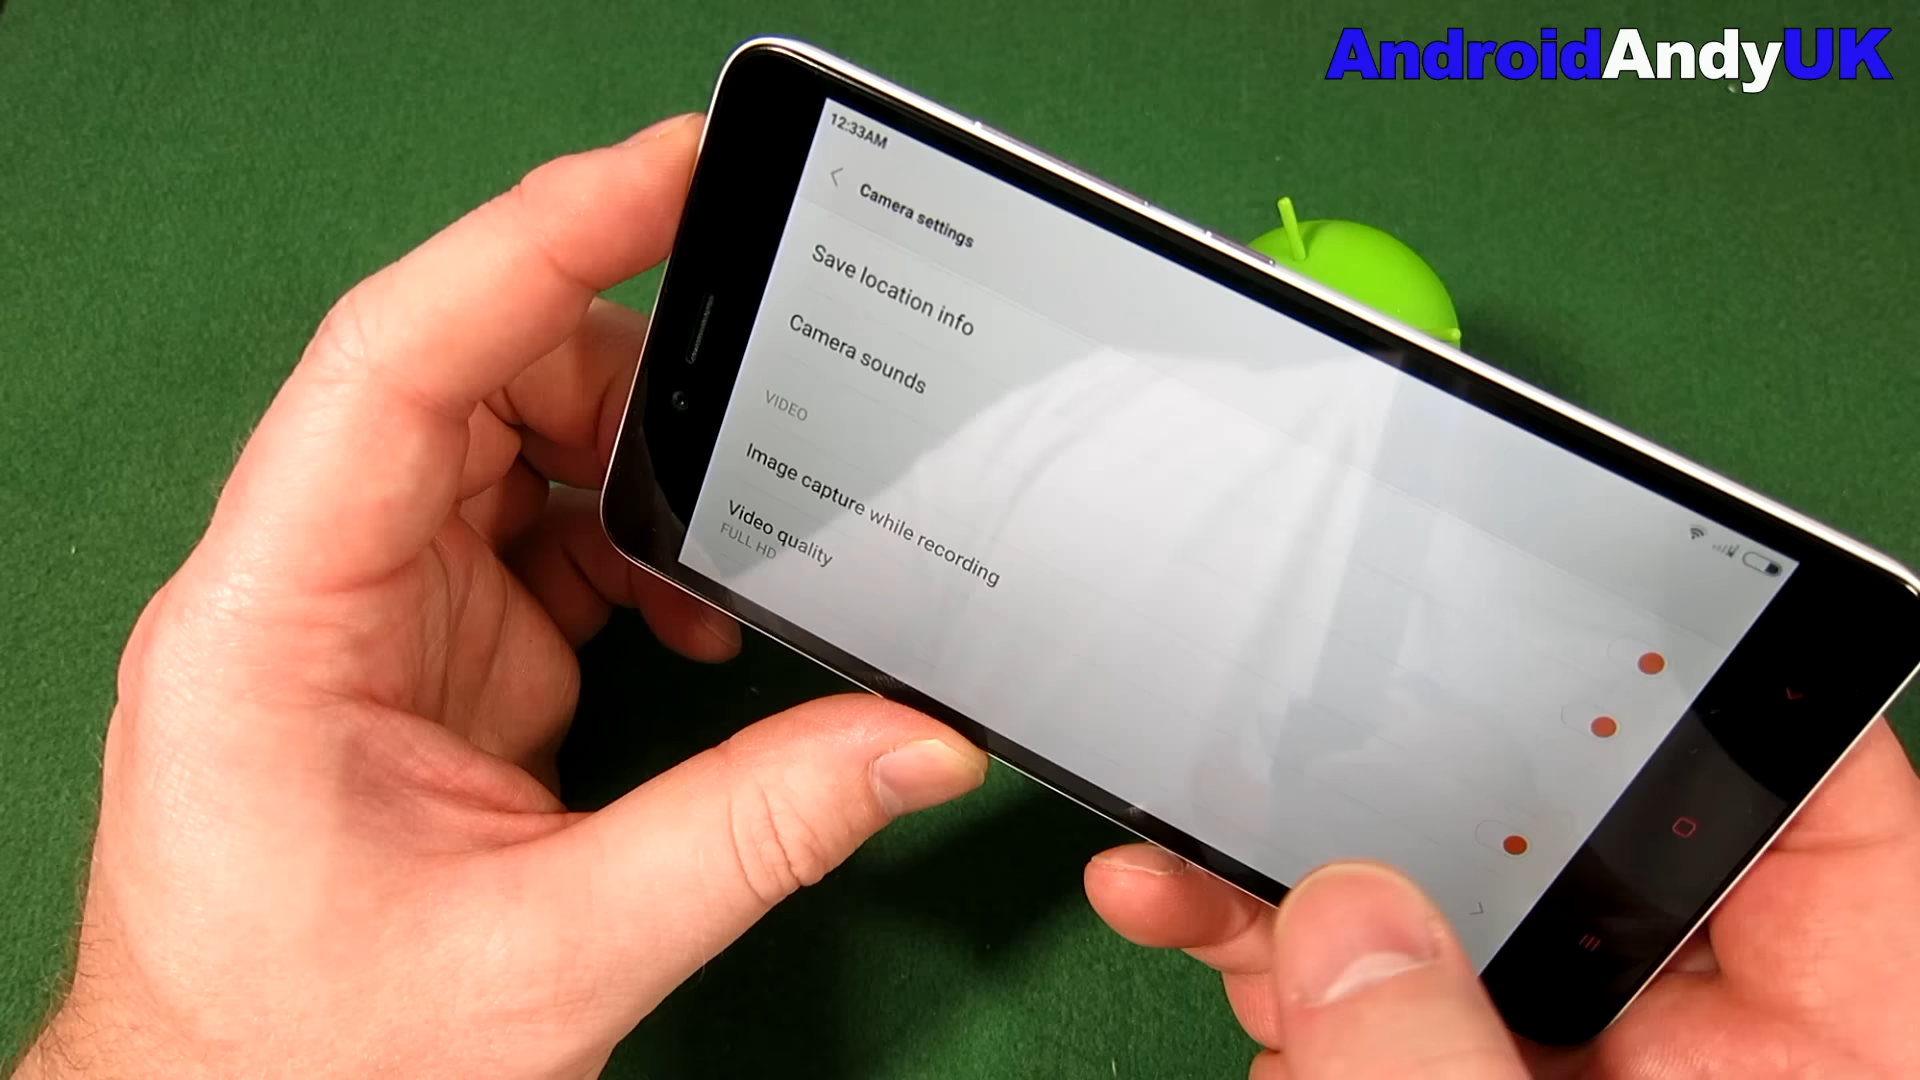 AndroidAndyUK
12:33AM
Camera settings
Save location info
Camera sounds
VIDEO
Image capture while recording
Video quality
FULL HD